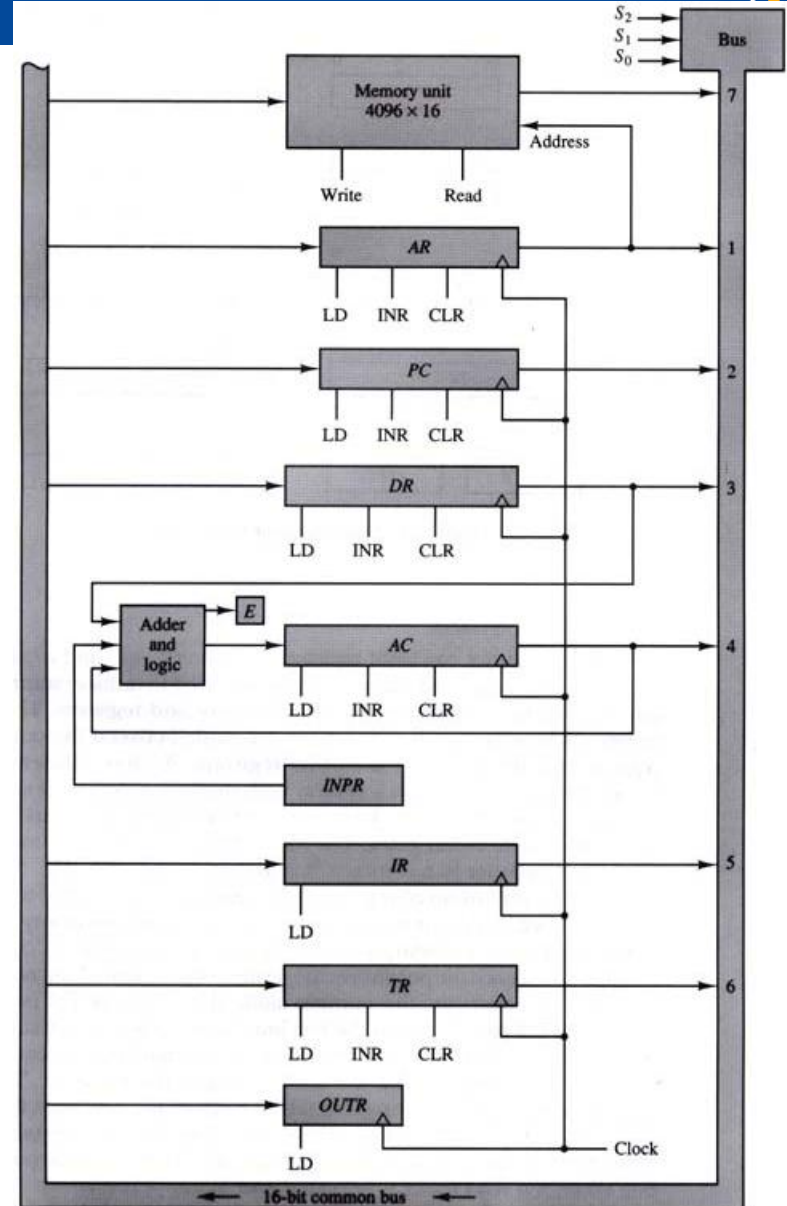 S2
S1
S0
Bus
Memory unit
4096 × 16
7
Address
Write Read
AR
1
LD INR CLR
PC
2
LD INR CLR
DR
3
LD INR CLR
E
Adder
and
logic
AC
4
LD INR CLR
INPR
IR
5
LD
TR
6
LD INR CLR
OUTR
Clock
LD
16-bit common bus